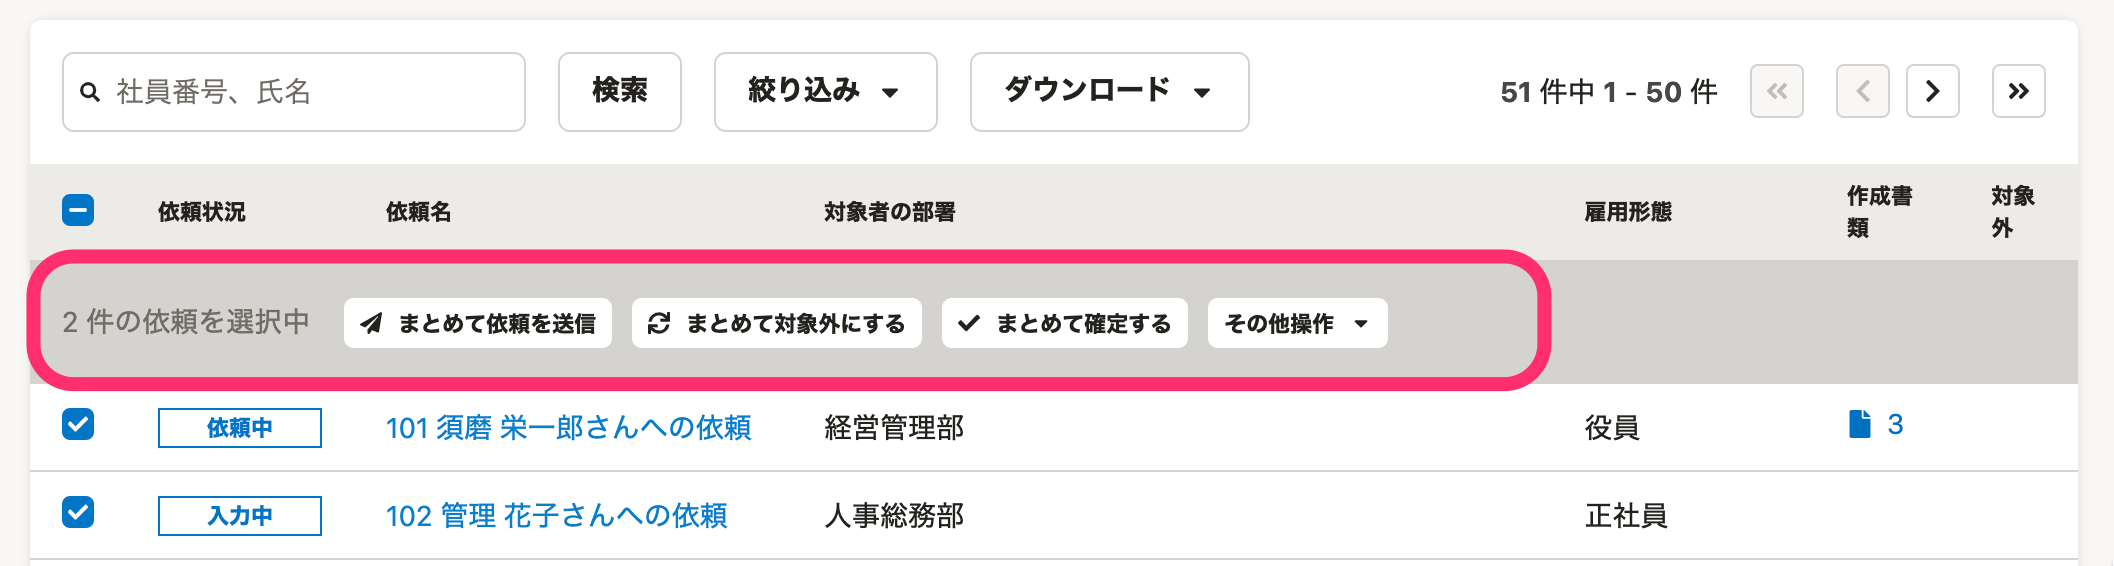 社員番号、氏名 検索 絞り込み ダウンロード 51 件中 1 - 50 件
依頼状況 依頼名 対象者の部署 雇用形態 作成書類 対象外
2 件の依頼を選択中 まとめて依頼を送信 まとめて対象外にする まとめて確定する その他操作
依頼中 101 須磨 栄一郎さんへの依頼 経営管理部 役員 3
入力中 102 管理 花子さんへの依頼 人事総務部 正社員